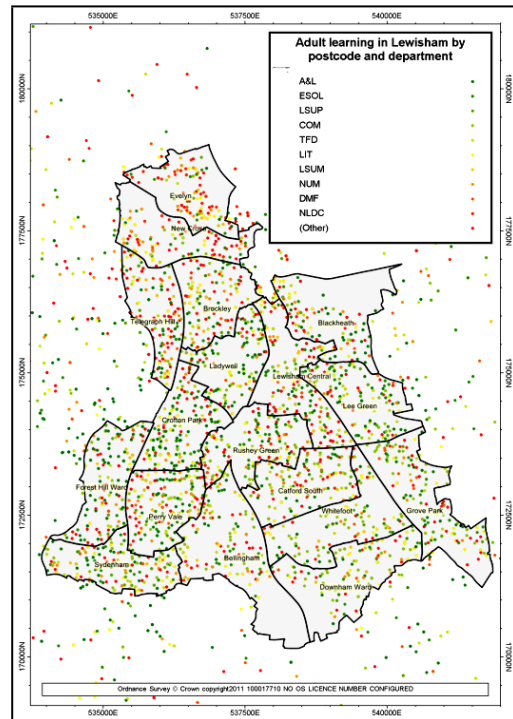 535000E 537500E 540000E
Adult learning in Lewisham by
postcode and department
A&L
ESOL
LSUP
COM
TFD
LIT
LSUM
NUM
DMF
NLDC
(Other)
180000N 180000N
Evelyn
177500N 177500N
New Cross
Telegraph Hill
Brockley
Blackheath
175000N 175000N
Ladywell
Lewisham Central
Lee Green
Crofton Park
Rushey Green
Forest Hill Ward
Catford South
172500N 172500N
Perry Vale
Whitefoot
Grove Park
Sydenham
Bellingham
Downham Ward
170000N 170000N
Ordnance Survey © Crown copyright2011 100017710 NO OS LICENCE NUMBER CONFIGURED
535000E 537500E 540000E